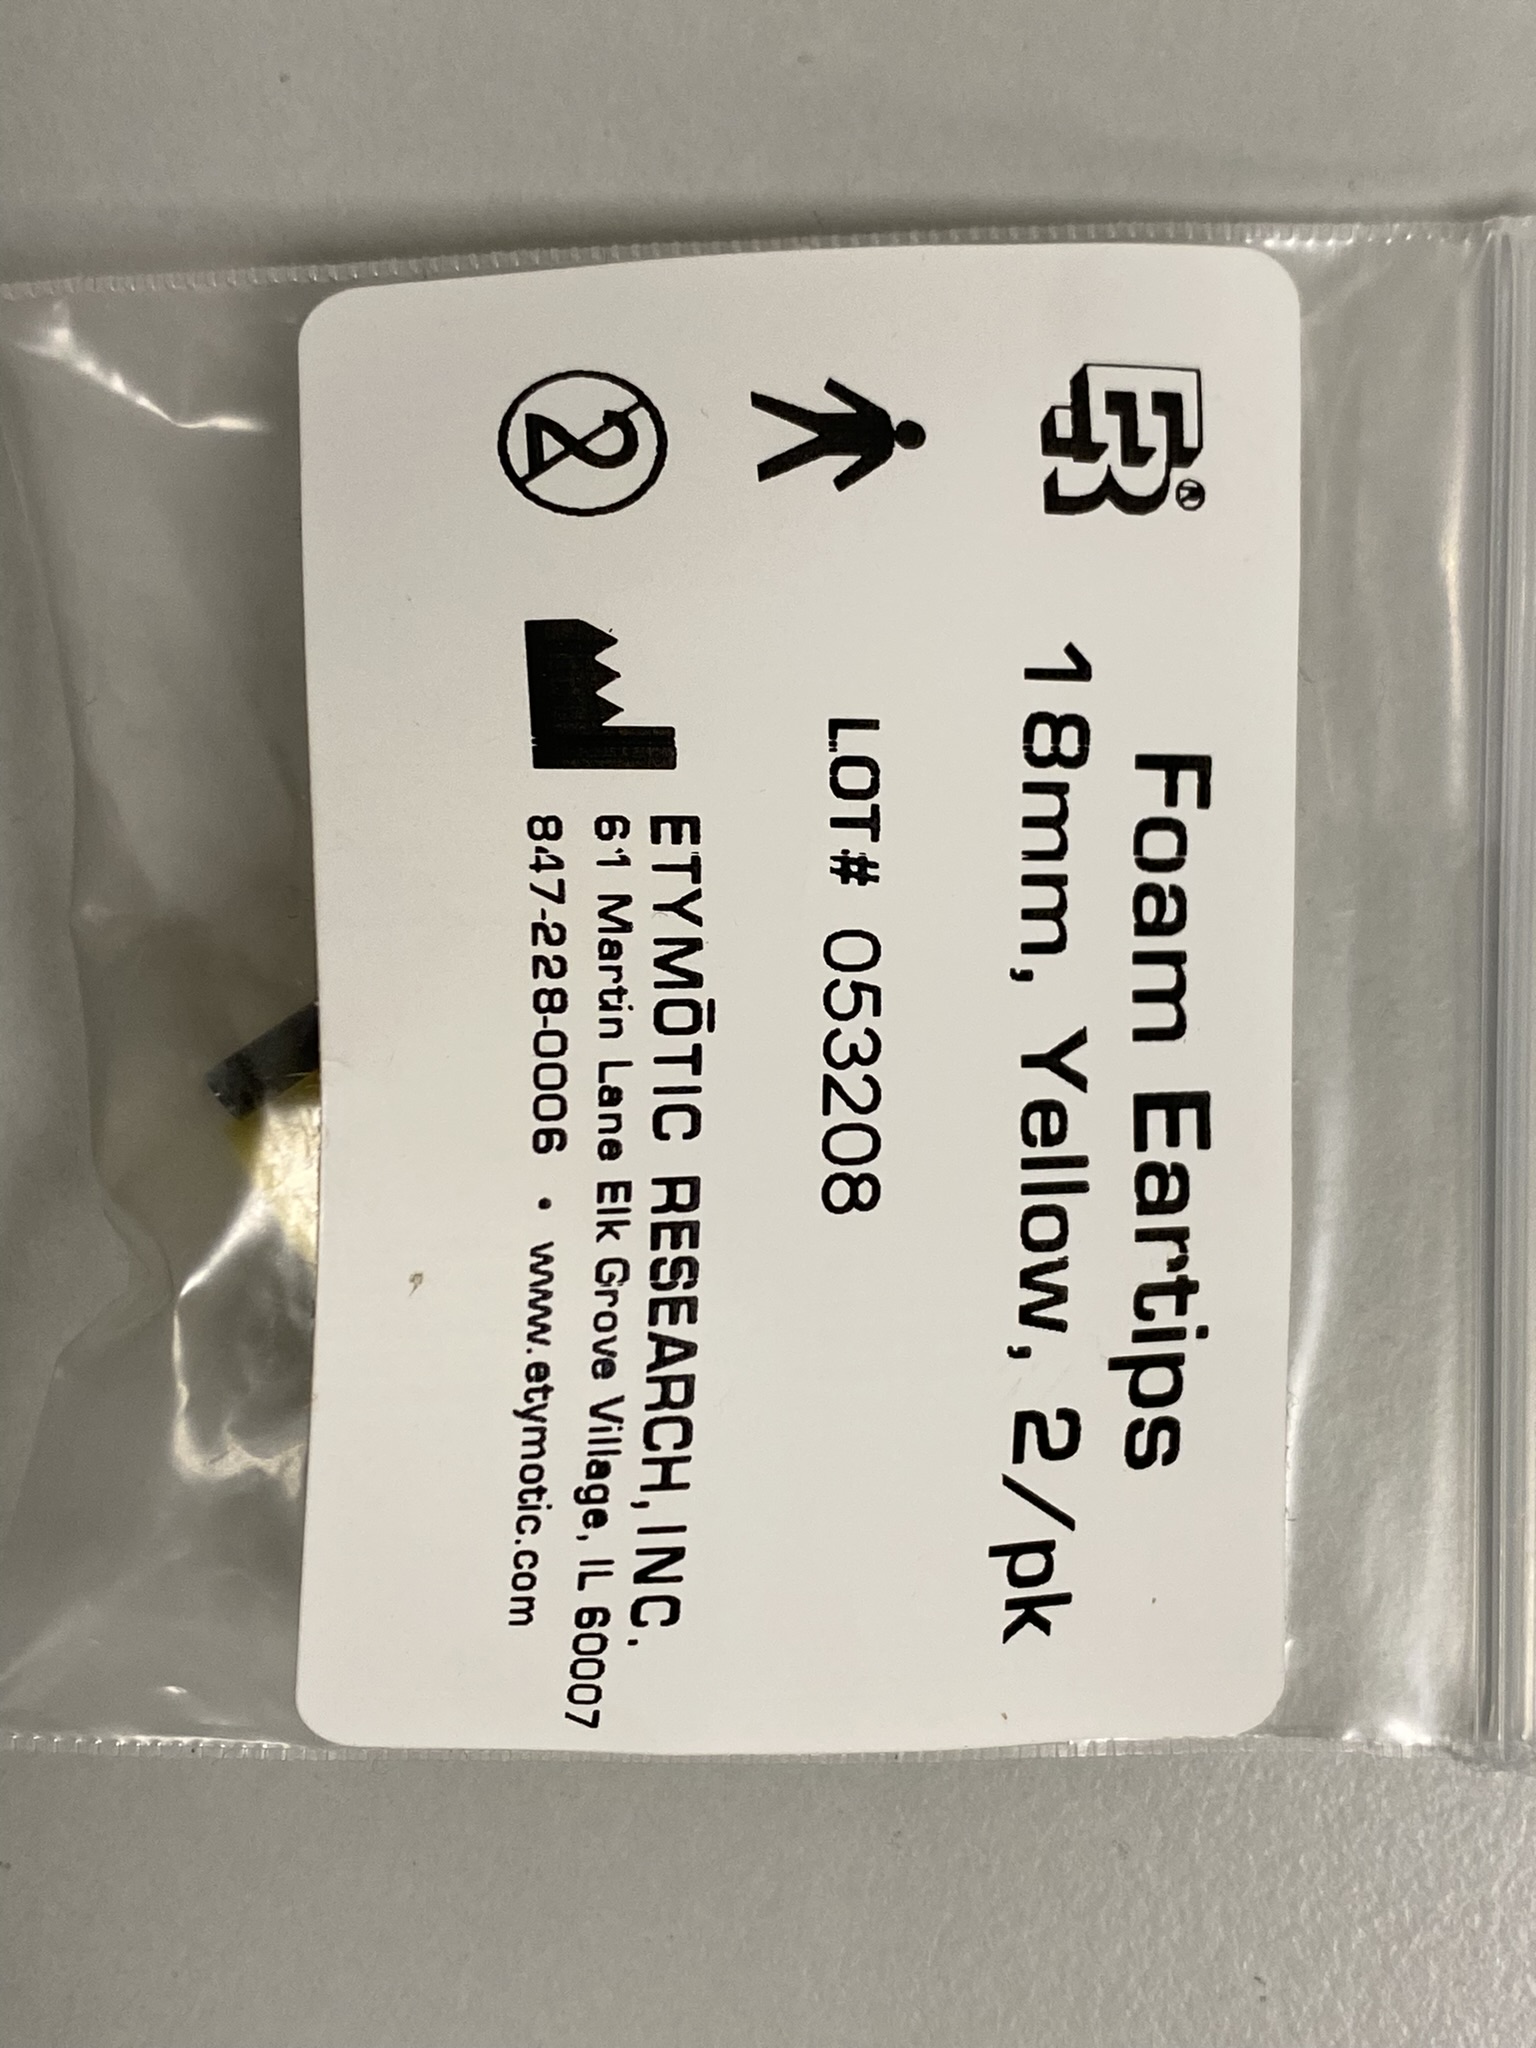 ER®
Foam Eartips
18mm, Yellow, 2/pk
LOT# 053208
2
ETYMŌTIC RESEARCH, INC.
61 Martin Lane Elk Grove Village, IL 60007
847-228-0006 • www.etymotic.com